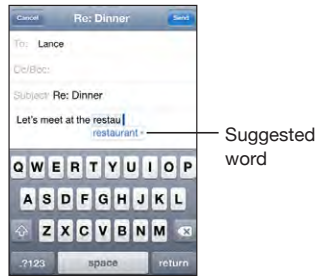 Cancel Re: Dinner Send
To: Lance
Cc/Bcc:
Subject: Re: Dinner
Let's meet at the restau
restaurant ×
Suggested
word
Q W E R T Y U I O P
A S D F G H J K L
Z X C V B N M
.?123 space return